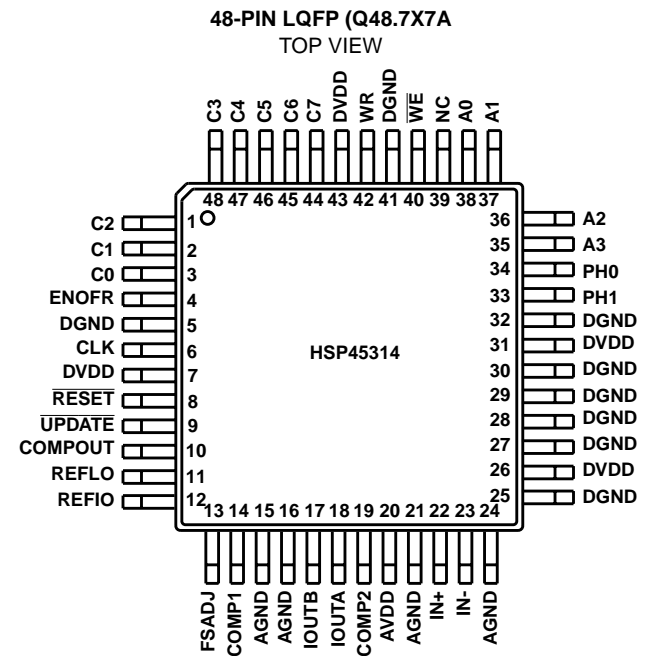 48-PIN LQFP (Q48.7X7A
TOP VIEW
C3 C4 C5 C6 C7 DVDD WR DGND WE NC A0 A1
48 47 46 45 44 43 42 41 40 39 38 37
C2 1 36 A2
C1 2 35 A3
C0 3 34 PH0
ENOFR 4 33 PH1
DGND 5 32 DGND
CLK 6 31 DVDD
HSP45314
DVDD 7 30 DGND
RESET 8 29 DGND
UPDATE 9 28 DGND
COMPOUT 10 27 DGND
REFLO 11 26 DVDD
REFIO 12 25 DGND
13 14 15 16 17 18 19 20 21 22 23 24
FSADJ COMP1 AGND AGND IOUTB IOUTA COMP2 AVDD AGND IN+ IN- AGND